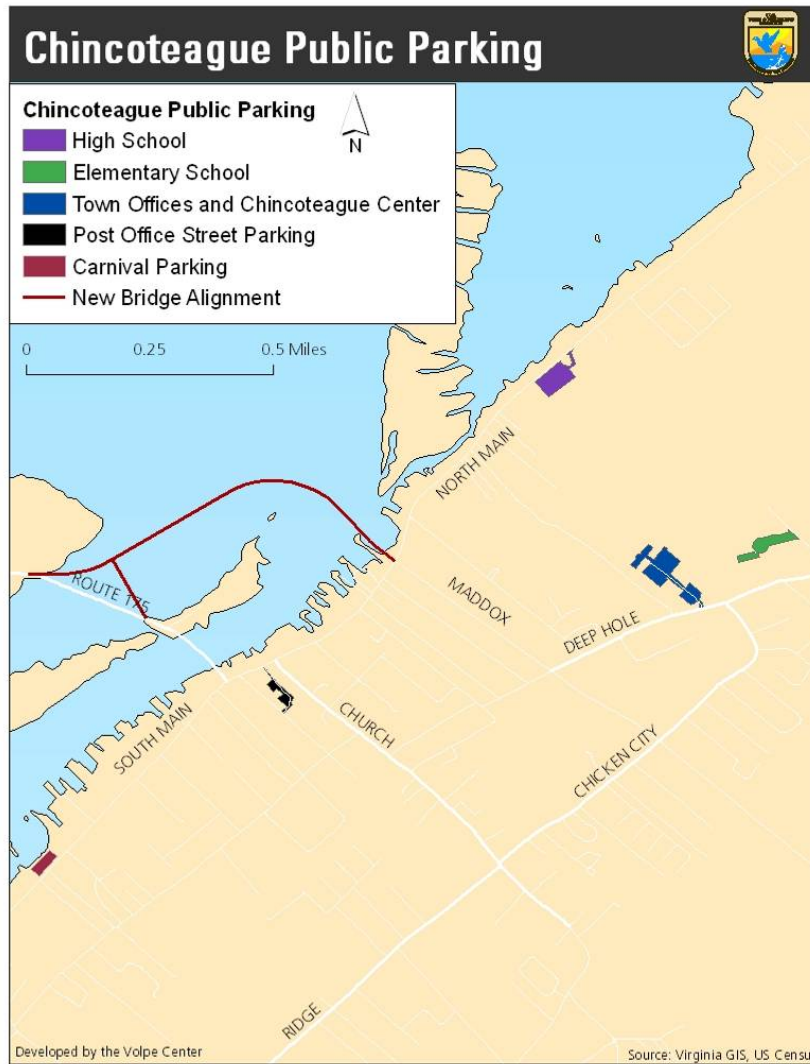 Chincoteague Public Parking
Chincoteague Public Parking
High School
Elementary School
Town Offices and Chincoteague Center
Post Office Street Parking
Carnival Parking
New Bridge Alignment
N
0 0.25 0.5 Miles
NORTH MAIN
ROUTE 175
MADDOX
DEEP HOLE
SOUTH MAIN
CHURCH
CHICKEN CITY
RIDGE
Developed by the Volpe Center
Source: Virginia GIS, US Censu